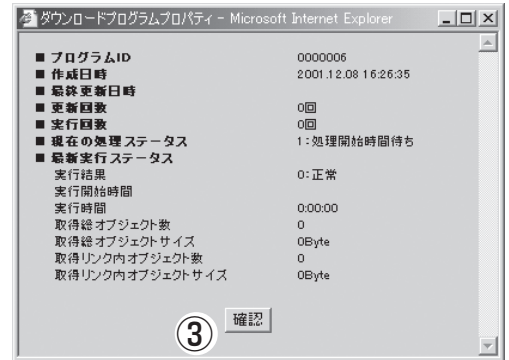 ダウンロードプログラムプロパティ - Microsoft Internet Explorer
■ プログラムID 0000006
■ 作成日時 2001.12.08 16:26:35
■ 最終更新日時
■ 更新回数 0回
■ 実行回数 0回
■ 現在の処理ステータス 1:処理開始時間待ち
■ 最新実行ステータス
実行結果 0:正常
実行開始時間
実行時間 0:00:00
取得総オブジェクト数 0
取得総オブジェクトサイズ 0Byte
取得リンク内オブジェクト数 0
取得リンク内オブジェクトサイズ 0Byte
③ 確認